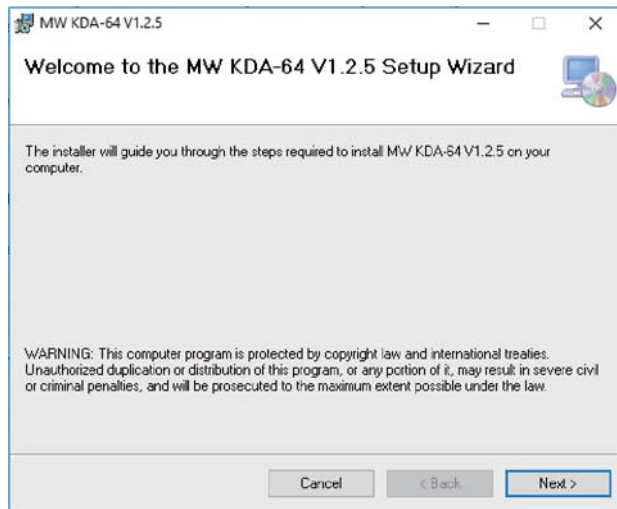 MW KDA-64 V1.2.5
Welcome to the MW KDA-64 V1.2.5 Setup Wizard
The installer will guide you through the steps required to install MW KDA-64 V1.2.5 on your
computer.
WARNING: This computer program is protected by copyright law and international treaties.
Unauthorized duplication or distribution of this program, or any portion of it, may result in severe civil
or criminal penalties, and will be prosecuted to the maximum extent possible under the law.
Cancel < Back Next >